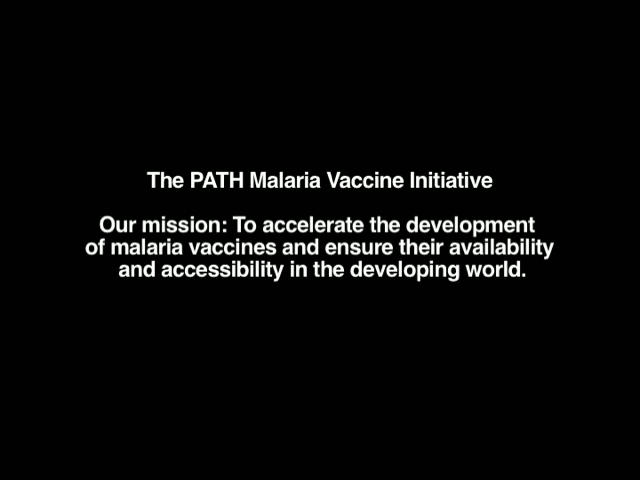 The PATH Malaria Vaccine Initiative
Our mission: To accelerate the development
of malaria vaccines and ensure their availability
and accessibility in the developing world.